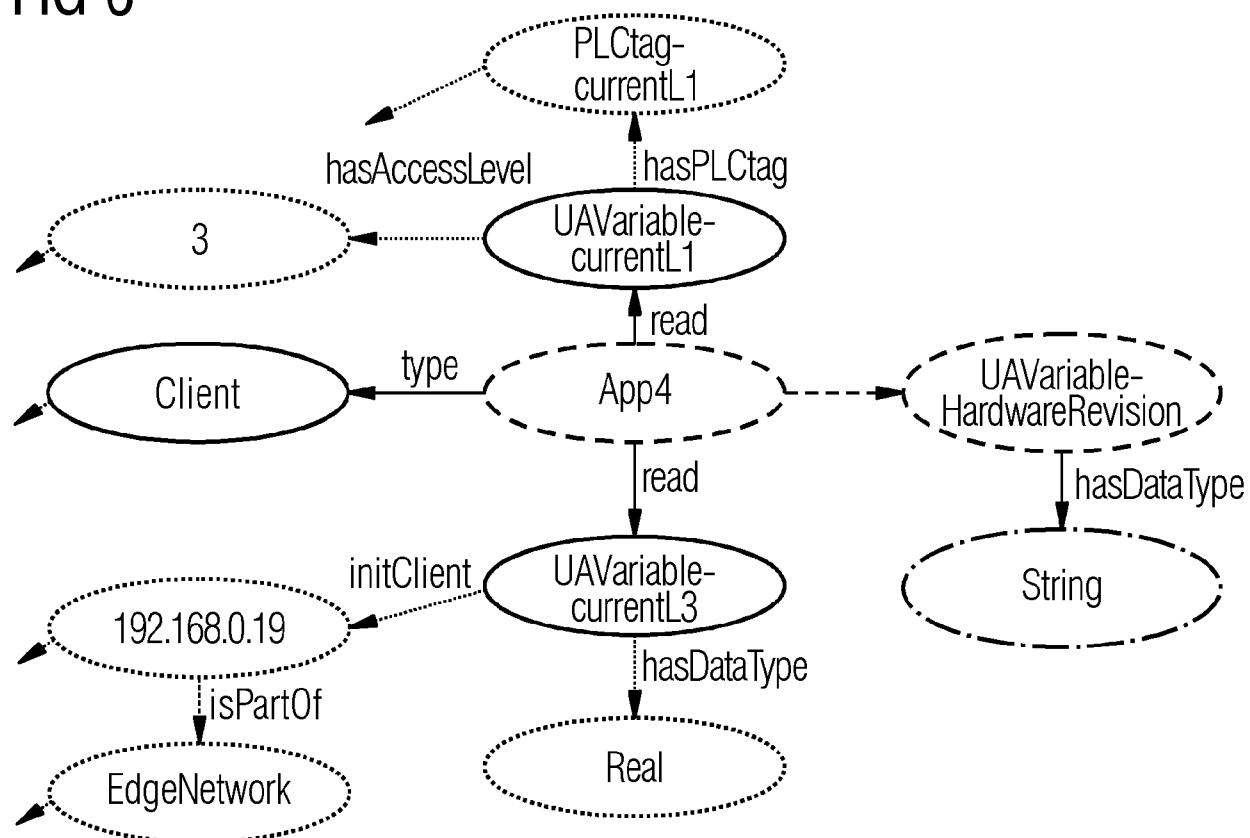 FIG 6
PLCtag-
currentL1
hasAccessLevel
hasPLCtag
3
UAVariable-
currentL1
read
type
Client
App4
UAVariable-
HardwareRevision
read
hasDataType
initClient
UAVariable-
currentL3
String
192.168.0.19
hasDataType
isPartOf
Real
EdgeNetwork